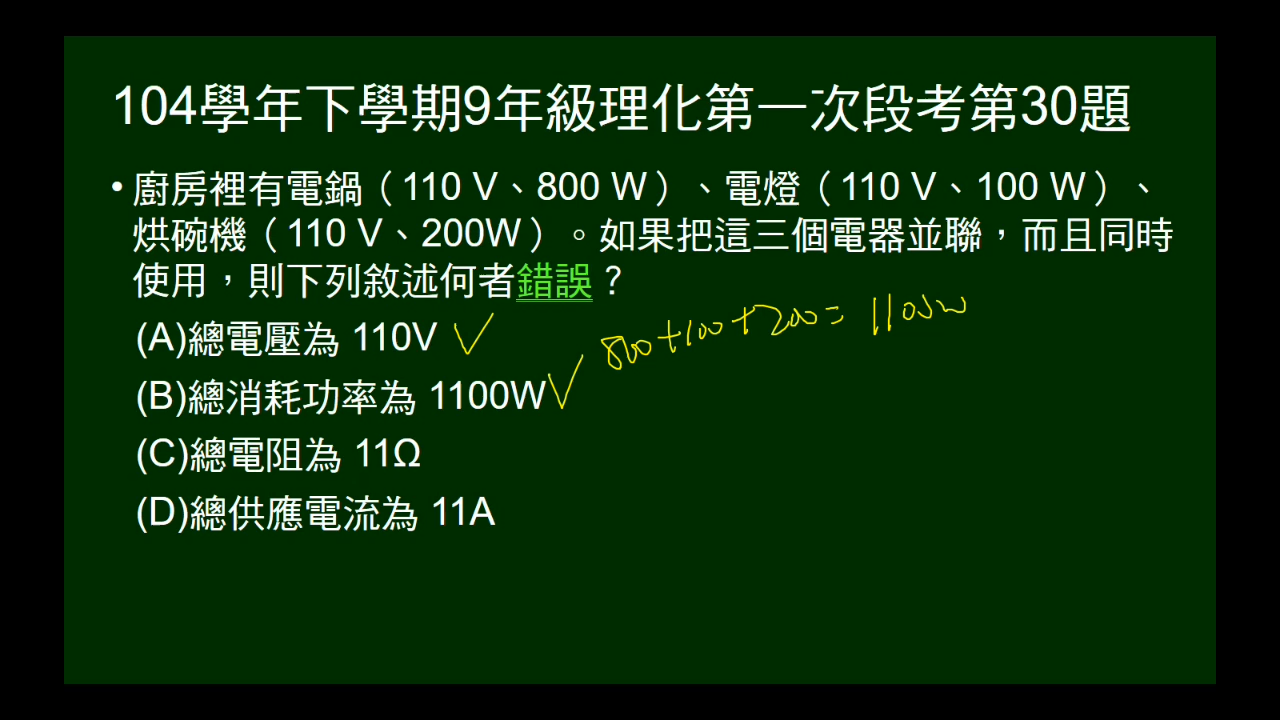 104學年下學期9年級理化第一次段考第30題
• 廚房裡有電鍋（110 V、800 W）、電燈（110 V、100 W）、
烘碗機（110 V、200W）。如果把這三個電器並聯，而且同時
使用，則下列敘述何者錯誤？
(A)總電壓為 110V ✓
800+100+200= 1100W
(B)總消耗功率為 1100W ✓
(C)總電阻為 11Ω
(D)總供應電流為 11A